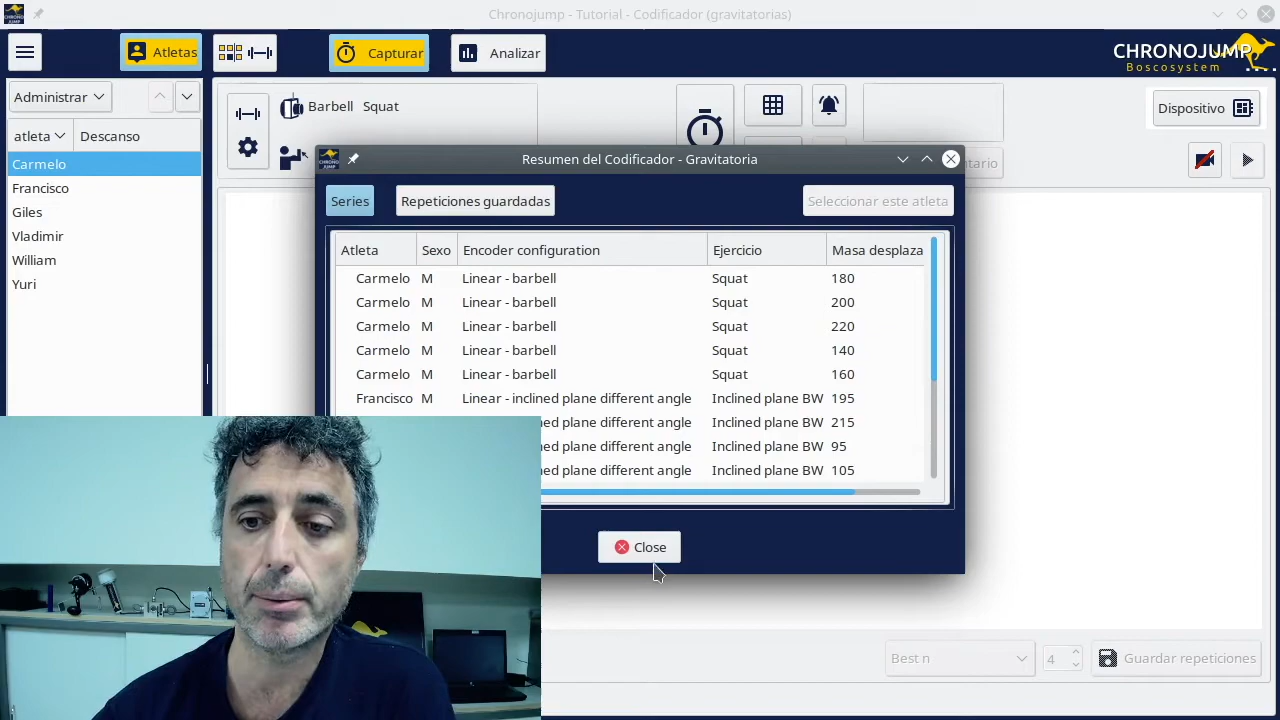 Chronojump - Tutorial - Codificador (gravitatorias)
Atletas
Capturar
Analizar
CHRONOJUMP
Boscosystem
Administrar
Barbell Squat
Dispositivo
atleta Descanso
Carmelo
Francisco
Giles
Vladimir
William
Yuri
Resumen del Codificador - Gravitatoria
Series
Repeticiones guardadas
Seleccionar este atleta
Atleta Sexo Encoder configuration Ejercicio Masa desplaza
Carmelo M Linear - barbell Squat 180
Carmelo M Linear - barbell Squat 200
Carmelo M Linear - barbell Squat 220
Carmelo M Linear - barbell Squat 140
Carmelo M Linear - barbell Squat 160
Francisco M Linear - inclined plane different angle Inclined plane BW 195
ned plane different angle Inclined plane BW 215
ned plane different angle Inclined plane BW 95
ned plane different angle Inclined plane BW 105
Close
Best n
4
Guardar repeticiones